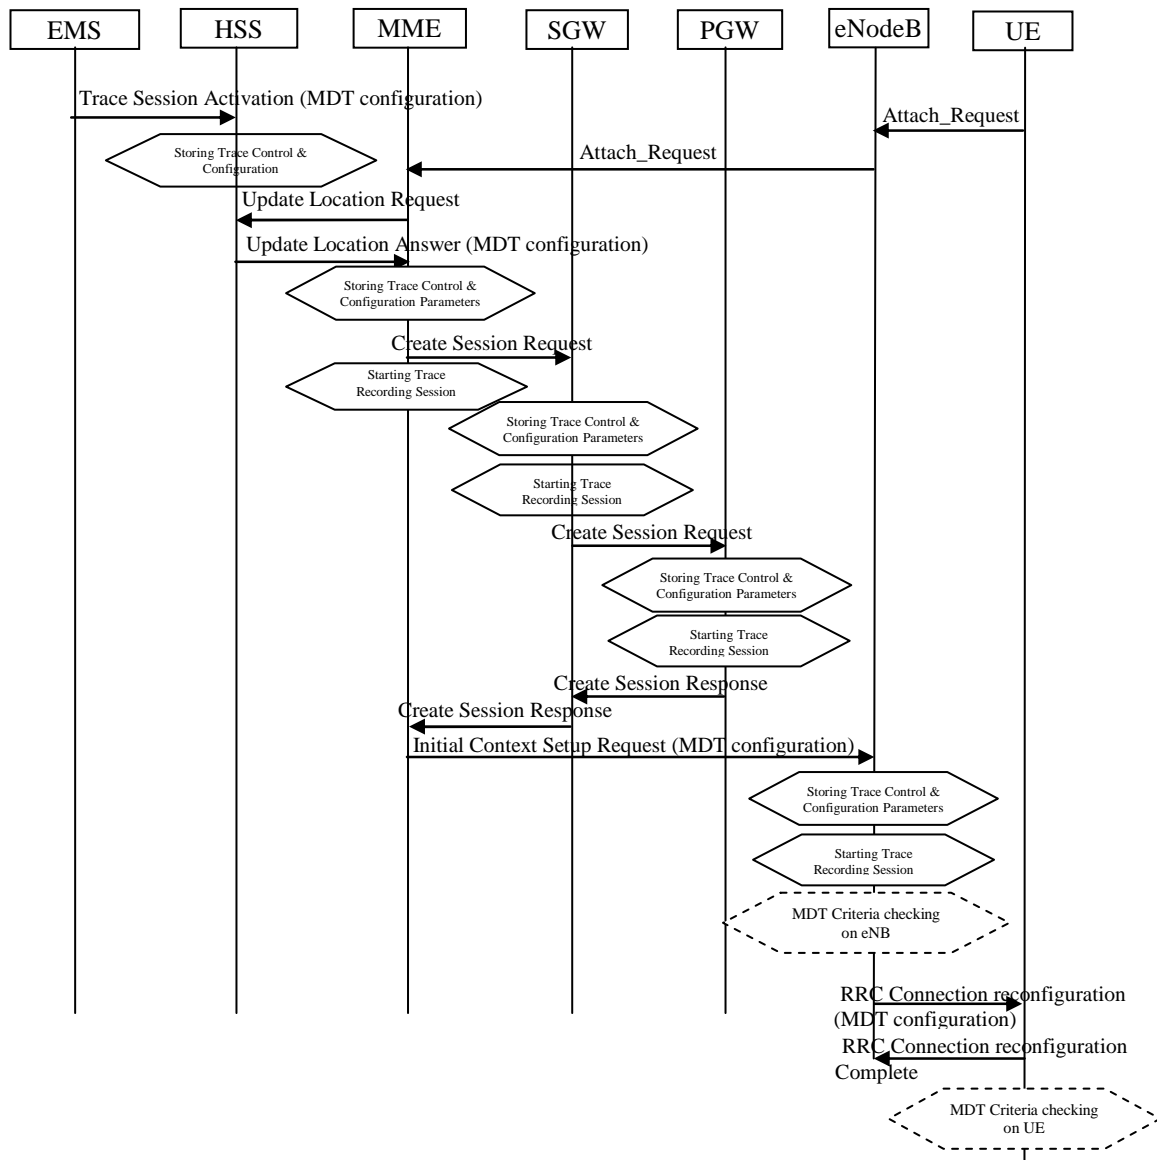 EMS
HSS
MME
SGW
PGW
eNodeB
UE
Trace Session Activation (MDT configuration)
Attach_Request
Storing Trace Control &
Configuration
Attach_Request
Update Location Request
Update Location Answer (MDT configuration)
Storing Trace Control &
Configuration Parameters
Create Session Request
Starting Trace
Recording Session
Storing Trace Control &
Configuration Parameters
Starting Trace
Recording Session
Create Session Request
Storing Trace Control &
Configuration Parameters
Starting Trace
Recording Session
Create Session Response
Create Session Response
Initial Context Setup Request (MDT configuration)
Storing Trace Control &
Configuration Parameters
Starting Trace
Recording Session
MDT Criteria checking
on eNB
RRC Connection reconfiguration
(MDT configuration)
RRC Connection reconfiguration
Complete
MDT Criteria checking
on UE